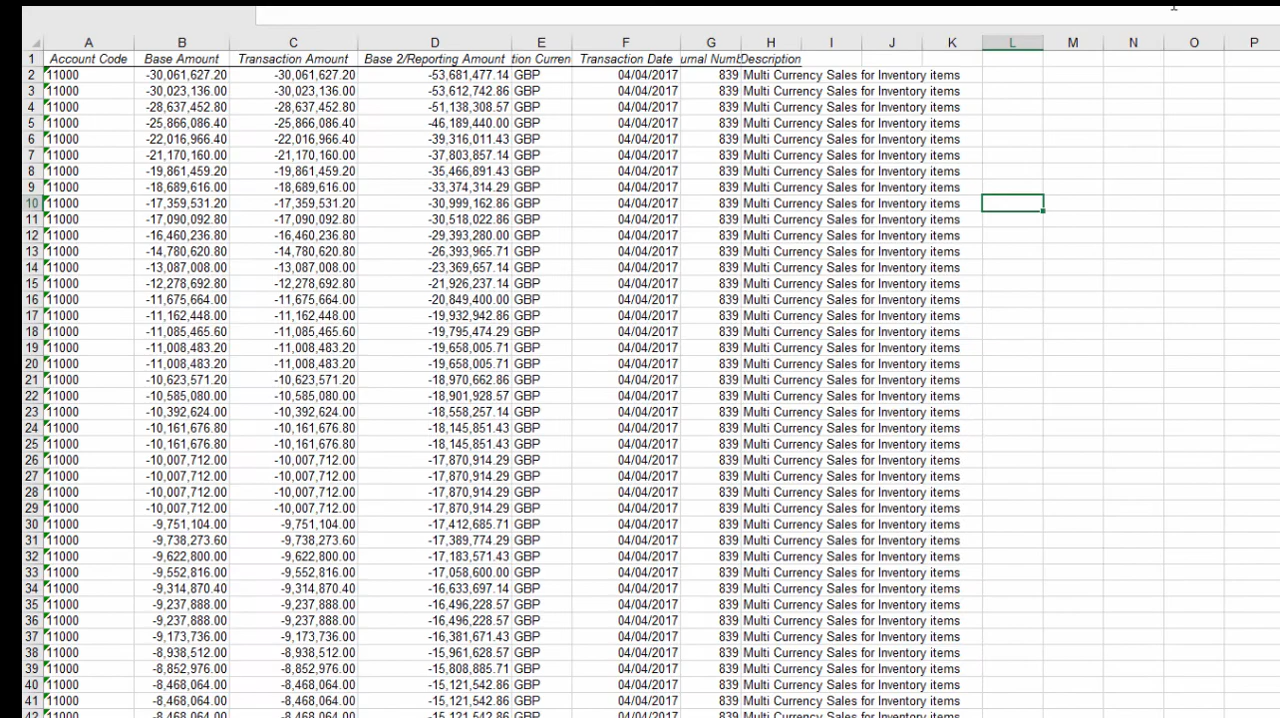 A B C D E F G H I J K L M N O P
1 Account Code Base Amount Transaction Amount Base 2/Reporting Amount tion Curren Transaction Date urnal Numb Description
2 11000 -30,061,627.20 -30,061,627.20 -53,681,477.14 GBP 04/04/2017 839 Multi Currency Sales for Inventory items
3 11000 -30,023,136.00 -30,023,136.00 -53,612,742.86 GBP 04/04/2017 839 Multi Currency Sales for Inventory items
4 11000 -28,637,452.80 -28,637,452.80 -51,138,308.57 GBP 04/04/2017 839 Multi Currency Sales for Inventory items
5 11000 -25,866,086.40 -25,866,086.40 -46,189,440.00 GBP 04/04/2017 839 Multi Currency Sales for Inventory items
6 11000 -22,016,966.40 -22,016,966.40 -39,316,011.43 GBP 04/04/2017 839 Multi Currency Sales for Inventory items
7 11000 -21,170,160.00 -21,170,160.00 -37,803,857.14 GBP 04/04/2017 839 Multi Currency Sales for Inventory items
8 11000 -19,861,459.20 -19,861,459.20 -35,466,891.43 GBP 04/04/2017 839 Multi Currency Sales for Inventory items
9 11000 -18,689,616.00 -18,689,616.00 -33,374,314.29 GBP 04/04/2017 839 Multi Currency Sales for Inventory items
10 11000 -17,359,531.20 -17,359,531.20 -30,999,162.86 GBP 04/04/2017 839 Multi Currency Sales for Inventory items
11 11000 -17,090,092.80 -17,090,092.80 -30,518,022.86 GBP 04/04/2017 839 Multi Currency Sales for Inventory items
12 11000 -16,460,236.80 -16,460,236.80 -29,393,280.00 GBP 04/04/2017 839 Multi Currency Sales for Inventory items
13 11000 -14,780,620.80 -14,780,620.80 -26,393,965.71 GBP 04/04/2017 839 Multi Currency Sales for Inventory items
14 11000 -13,087,008.00 -13,087,008.00 -23,369,657.14 GBP 04/04/2017 839 Multi Currency Sales for Inventory items
15 11000 -12,278,692.80 -12,278,692.80 -21,926,237.14 GBP 04/04/2017 839 Multi Currency Sales for Inventory items
16 11000 -11,675,664.00 -11,675,664.00 -20,849,400.00 GBP 04/04/2017 839 Multi Currency Sales for Inventory items
17 11000 -11,162,448.00 -11,162,448.00 -19,932,942.86 GBP 04/04/2017 839 Multi Currency Sales for Inventory items
18 11000 -11,085,465.60 -11,085,465.60 -19,795,474.29 GBP 04/04/2017 839 Multi Currency Sales for Inventory items
19 11000 -11,008,483.20 -11,008,483.20 -19,658,005.71 GBP 04/04/2017 839 Multi Currency Sales for Inventory items
20 11000 -11,008,483.20 -11,008,483.20 -19,658,005.71 GBP 04/04/2017 839 Multi Currency Sales for Inventory items
21 11000 -10,623,571.20 -10,623,571.20 -18,970,662.86 GBP 04/04/2017 839 Multi Currency Sales for Inventory items
22 11000 -10,585,080.00 -10,585,080.00 -18,901,928.57 GBP 04/04/2017 839 Multi Currency Sales for Inventory items
23 11000 -10,392,624.00 -10,392,624.00 -18,558,257.14 GBP 04/04/2017 839 Multi Currency Sales for Inventory items
24 11000 -10,161,676.80 -10,161,676.80 -18,145,851.43 GBP 04/04/2017 839 Multi Currency Sales for Inventory items
25 11000 -10,161,676.80 -10,161,676.80 -18,145,851.43 GBP 04/04/2017 839 Multi Currency Sales for Inventory items
26 11000 -10,007,712.00 -10,007,712.00 -17,870,914.29 GBP 04/04/2017 839 Multi Currency Sales for Inventory items
27 11000 -10,007,712.00 -10,007,712.00 -17,870,914.29 GBP 04/04/2017 839 Multi Currency Sales for Inventory items
28 11000 -10,007,712.00 -10,007,712.00 -17,870,914.29 GBP 04/04/2017 839 Multi Currency Sales for Inventory items
29 11000 -10,007,712.00 -10,007,712.00 -17,870,914.29 GBP 04/04/2017 839 Multi Currency Sales for Inventory items
30 11000 -9,751,104.00 -9,751,104.00 -17,412,685.71 GBP 04/04/2017 839 Multi Currency Sales for Inventory items
31 11000 -9,738,273.60 -9,738,273.60 -17,389,774.29 GBP 04/04/2017 839 Multi Currency Sales for Inventory items
32 11000 -9,622,800.00 -9,622,800.00 -17,183,571.43 GBP 04/04/2017 839 Multi Currency Sales for Inventory items
33 11000 -9,552,816.00 -9,552,816.00 -17,058,600.00 GBP 04/04/2017 839 Multi Currency Sales for Inventory items
34 11000 -9,314,870.40 -9,314,870.40 -16,633,697.14 GBP 04/04/2017 839 Multi Currency Sales for Inventory items
35 11000 -9,237,888.00 -9,237,888.00 -16,496,228.57 GBP 04/04/2017 839 Multi Currency Sales for Inventory items
36 11000 -9,237,888.00 -9,237,888.00 -16,496,228.57 GBP 04/04/2017 839 Multi Currency Sales for Inventory items
37 11000 -9,173,736.00 -9,173,736.00 -16,381,671.43 GBP 04/04/2017 839 Multi Currency Sales for Inventory items
38 11000 -8,938,512.00 -8,938,512.00 -15,961,628.57 GBP 04/04/2017 839 Multi Currency Sales for Inventory items
39 11000 -8,852,976.00 -8,852,976.00 -15,808,885.71 GBP 04/04/2017 839 Multi Currency Sales for Inventory items
40 11000 -8,468,064.00 -8,468,064.00 -15,121,542.86 GBP 04/04/2017 839 Multi Currency Sales for Inventory items
41 11000 -8,468,064.00 -8,468,064.00 -15,121,542.86 GBP 04/04/2017 839 Multi Currency Sales for Inventory items
42 11000 -8,468,064.00 -8,468,064.00 -15,121,542.86 GBP 04/04/2017 839 Multi Currency Sales for Inventory items